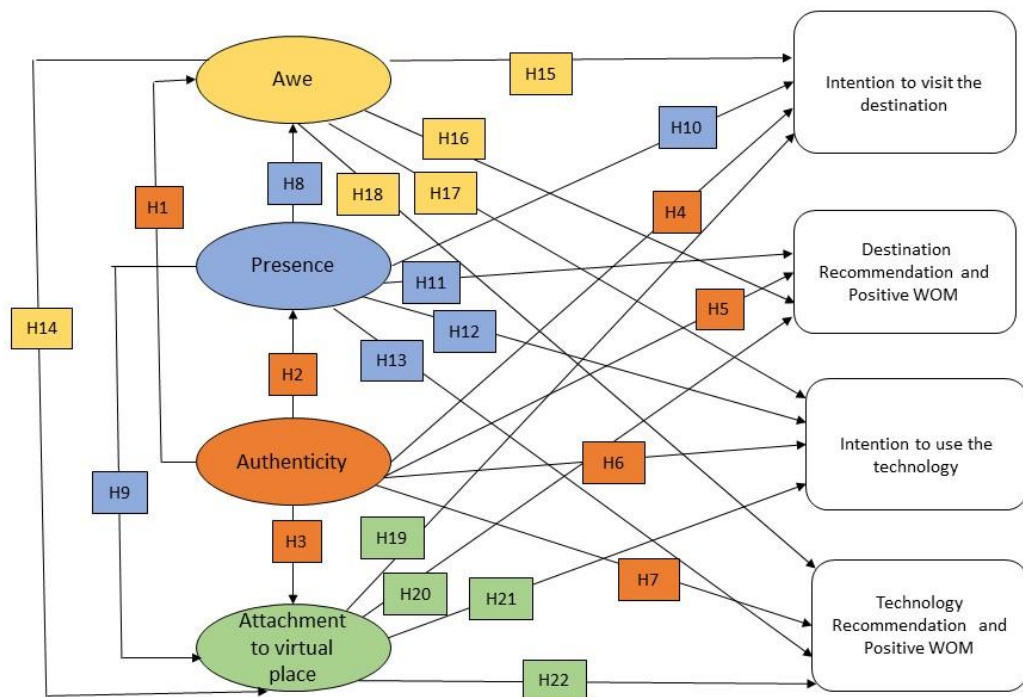 Awe
H15
Intention to visit the
destination
H16
H10
H8
H18
H17
H1
H4
Presence
H11
Destination
Recommendation and
Positive WOM
H14
H12
H5
H13
H2
Authenticity
H6
Intention to use the
technology
H9
H3
H19
H7
H20
H21
Attachment
to virtual
place
Technology
Recommendation and
Positive WOM
H22